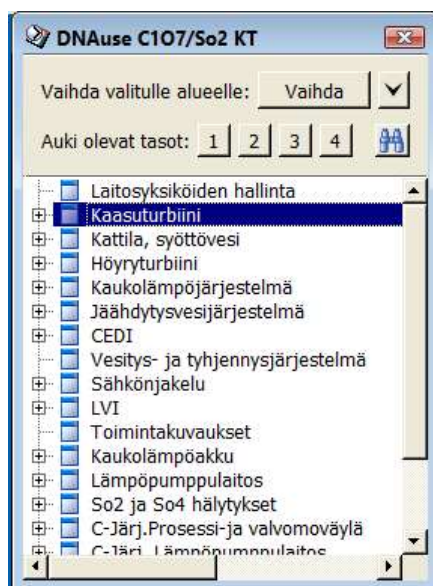 DNAuse C1O7/So2 KT
Vaihda valitulle alueelle: Vaihda
Auki olevat tasot: 1 2 3 4
Laitosyksiköiden hallinta
Kaasuturbiini
Kattila, syöttövesi
Höyryturbiini
Kaukolämpöjärjestelmä
Jäähdytysvesijärjestelmä
CEDI
Vesitys- ja tyhjennysjärjestelmä
Sähkönjakelu
LVI
Toimintakuvaukset
Kaukolämpöakku
Lämpöpumppulaitos
So2 ja So4 hälytykset
C-Järj.Prosessi-ja valvomoväylä
C-Järj. Lämpöpumppulaitos